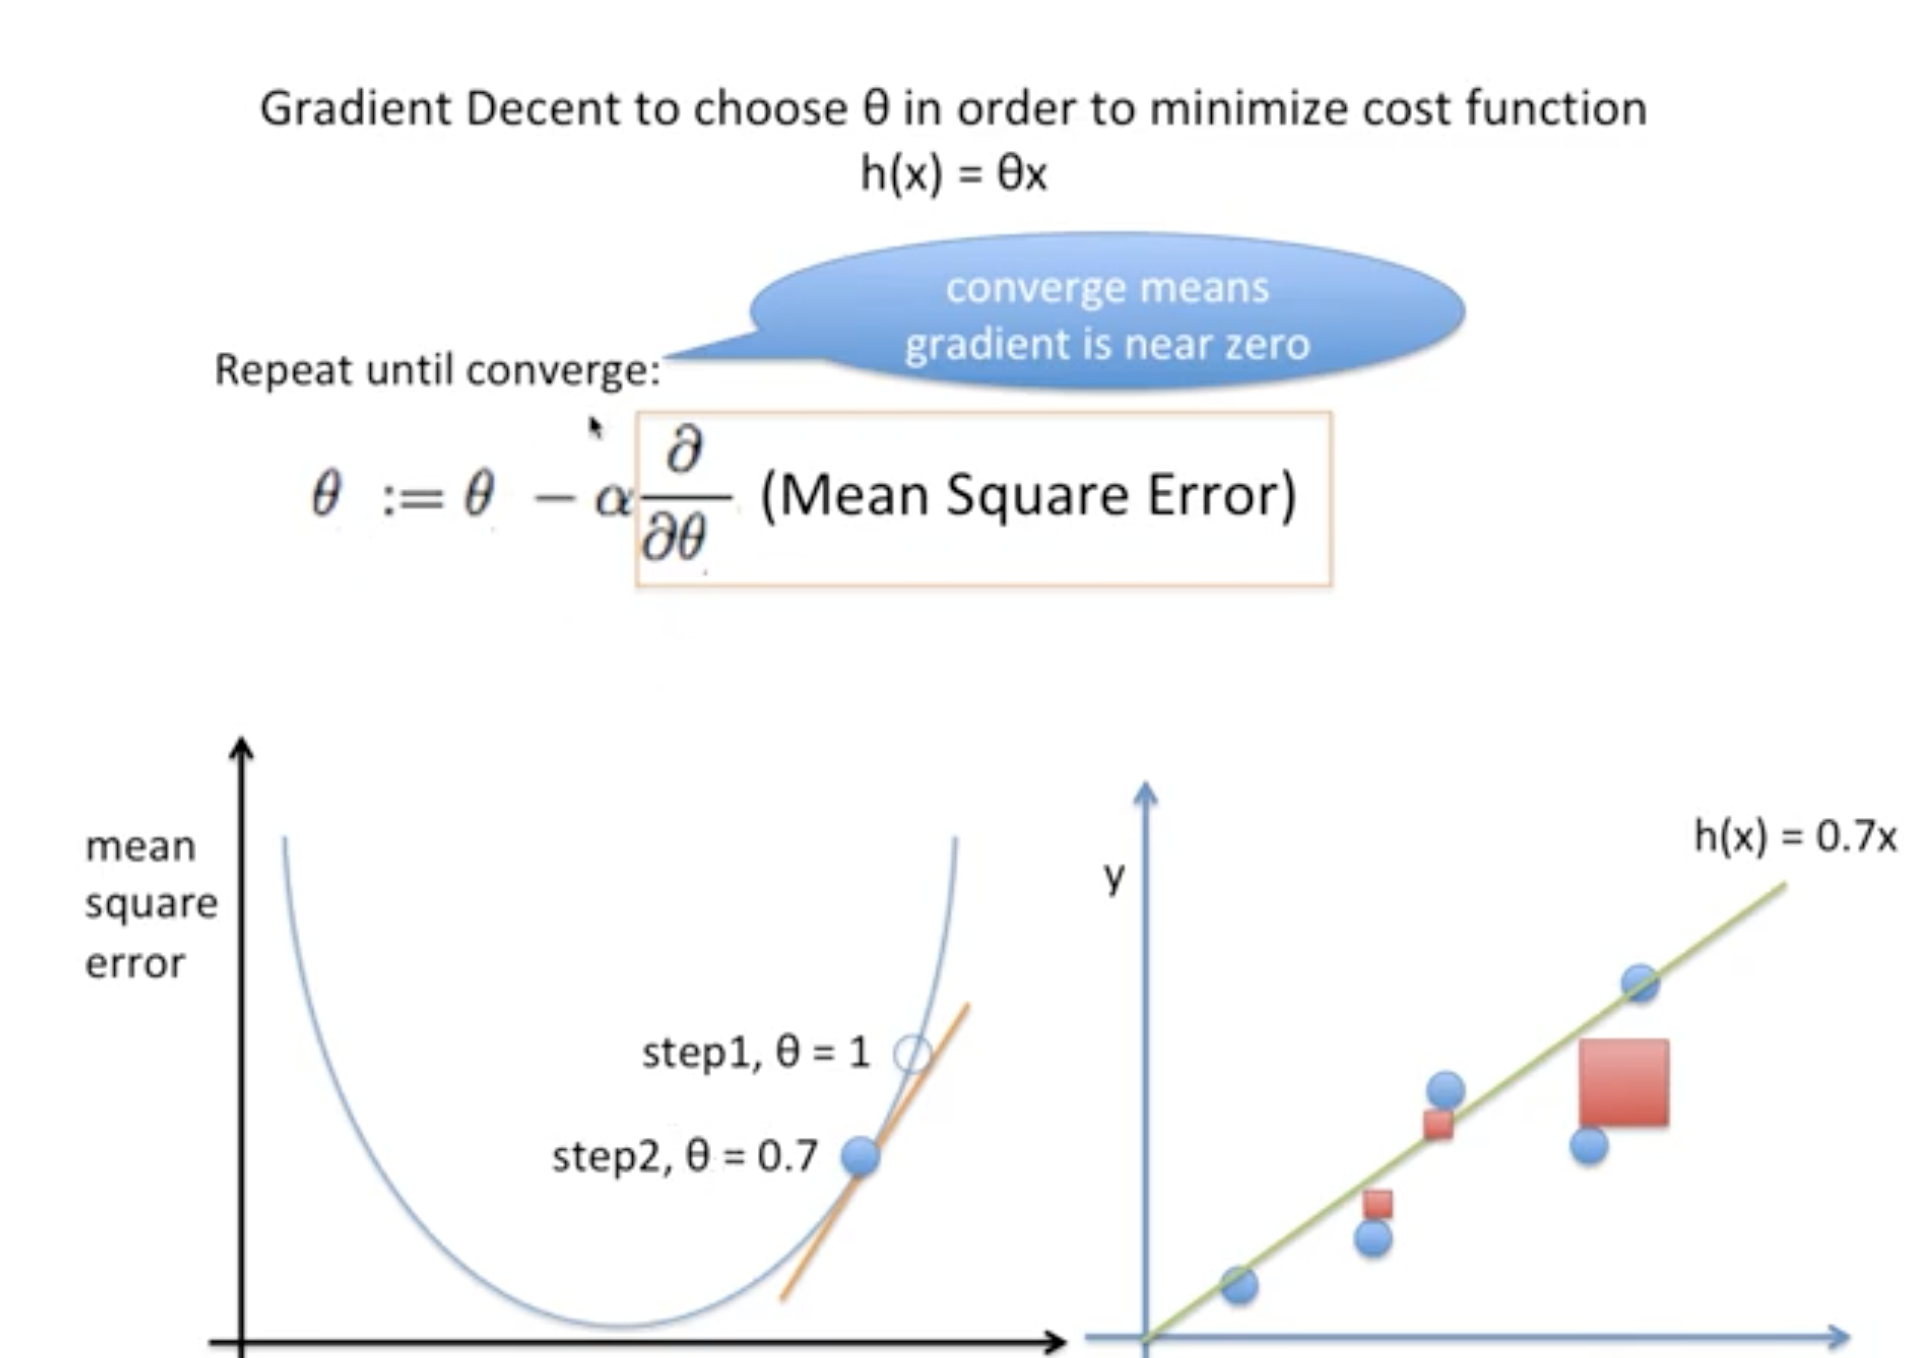 Gradient Decent to choose θ in order to minimize cost function
h(x) = θx
converge means
gradient is near zero
Repeat until converge:
θ := θ − α ∂/∂θ (Mean Square Error)
mean
square
error
step1, θ = 1
step2, θ = 0.7
y
h(x) = 0.7x